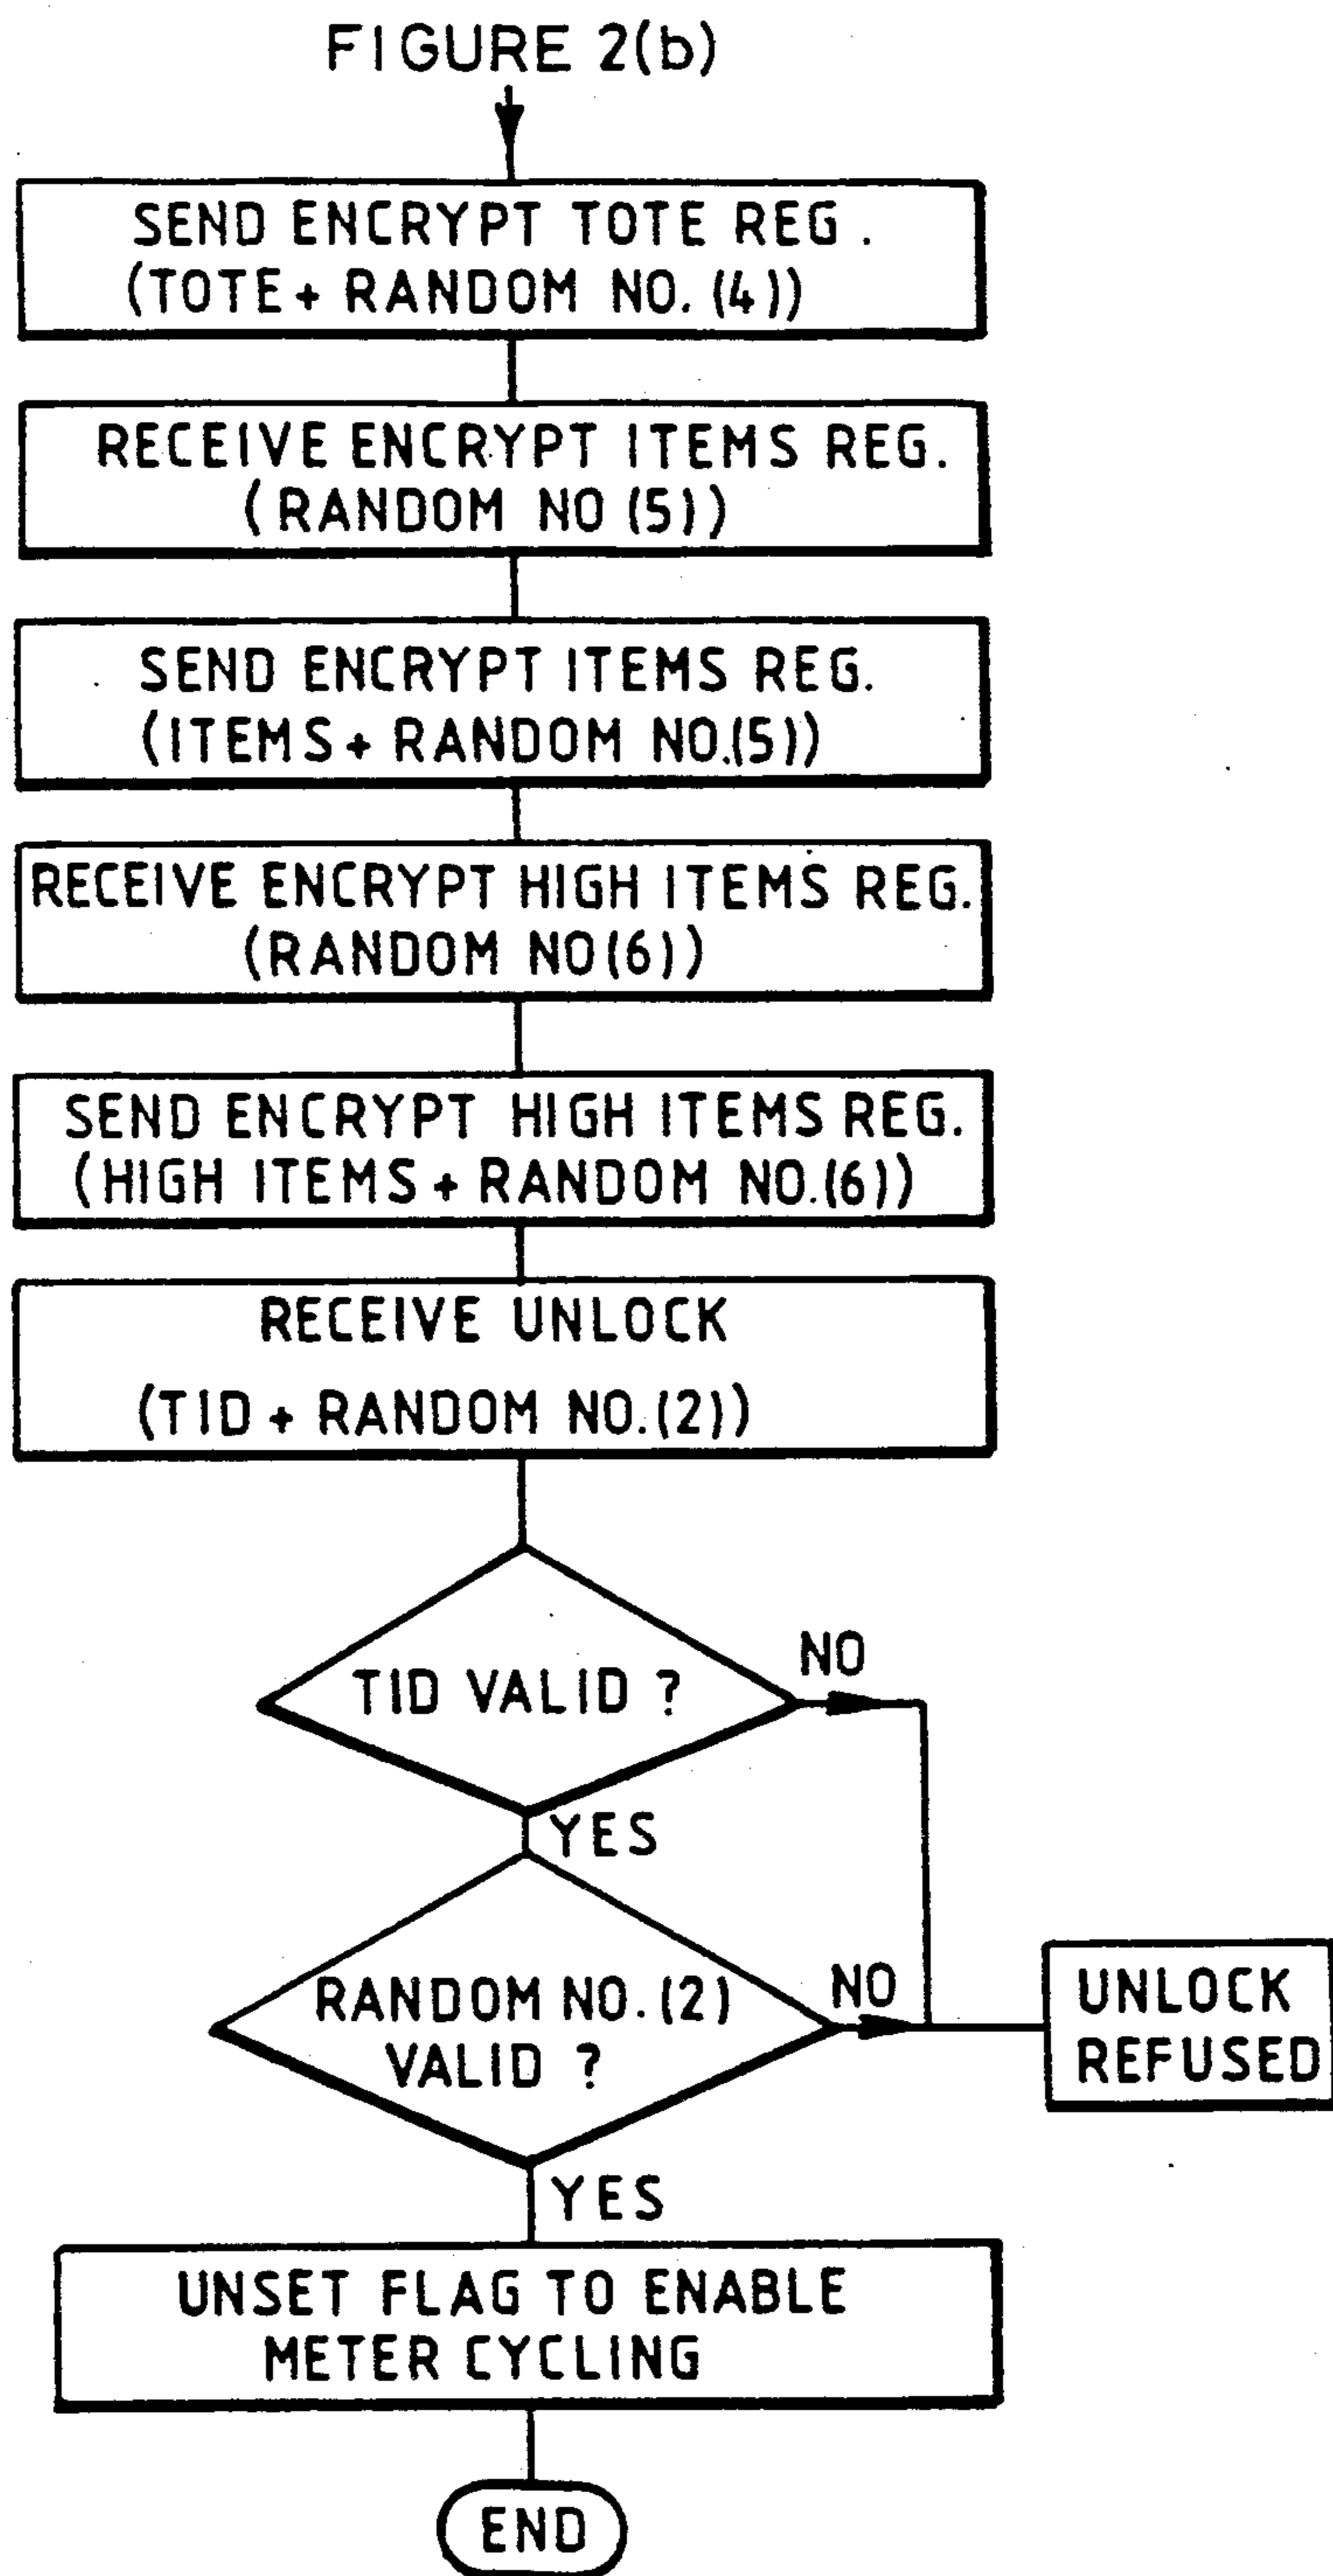 FIGURE 2(b)
SEND ENCRYPT TOTE REG.
(TOTE + RANDOM NO. (4))
RECEIVE ENCRYPT ITEMS REG.
(RANDOM NO (5))
SEND ENCRYPT ITEMS REG.
(ITEMS + RANDOM NO.(5))
RECEIVE ENCRYPT HIGH ITEMS REG.
(RANDOM NO(6))
SEND ENCRYPT HIGH ITEMS REG.
(HIGH ITEMS + RANDOM NO.(6))
RECEIVE UNLOCK
(TID + RANDOM NO.(2))
TID VALID ?
NO
YES
RANDOM NO.(2)
VALID ?
NO
UNLOCK
REFUSED
YES
UNSET FLAG TO ENABLE
METER CYCLING
END